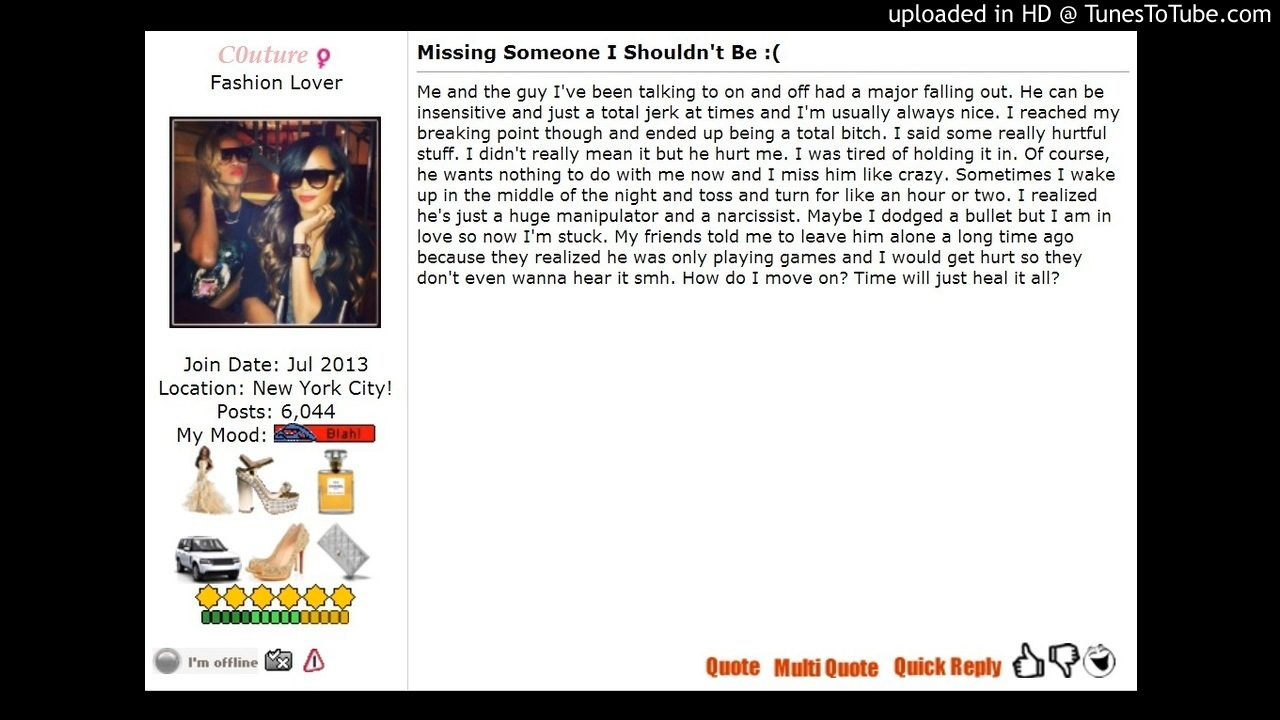 uploaded in HD @ TunesToTube.com
C0uture
Fashion Lover
Join Date: Jul 2013
Location: New York City!
Posts: 6,044
My Mood: Blah!
I'm offline
Missing Someone I Shouldn't Be :(
Me and the guy I've been talking to on and off had a major falling out. He can be
insensitive and just a total jerk at times and I'm usually always nice. I reached my
breaking point though and ended up being a total bitch. I said some really hurtful
stuff. I didn't really mean it but he hurt me. I was tired of holding it in. Of course,
he wants nothing to do with me now and I miss him like crazy. Sometimes I wake
up in the middle of the night and toss and turn for like an hour or two. I realized
he's just a huge manipulator and a narcissist. Maybe I dodged a bullet but I am in
love so now I'm stuck. My friends told me to leave him alone a long time ago
because they realized he was only playing games and I would get hurt so they
don't even wanna hear it smh. How do I move on? Time will just heal it all?
Quote Multi Quote Quick Reply